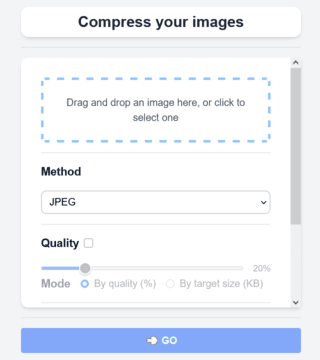 Compress your images
Drag and drop an image here, or click to
select one
Method
JPEG
Quality
20%
Mode By quality (%) By target size (KB)
GO